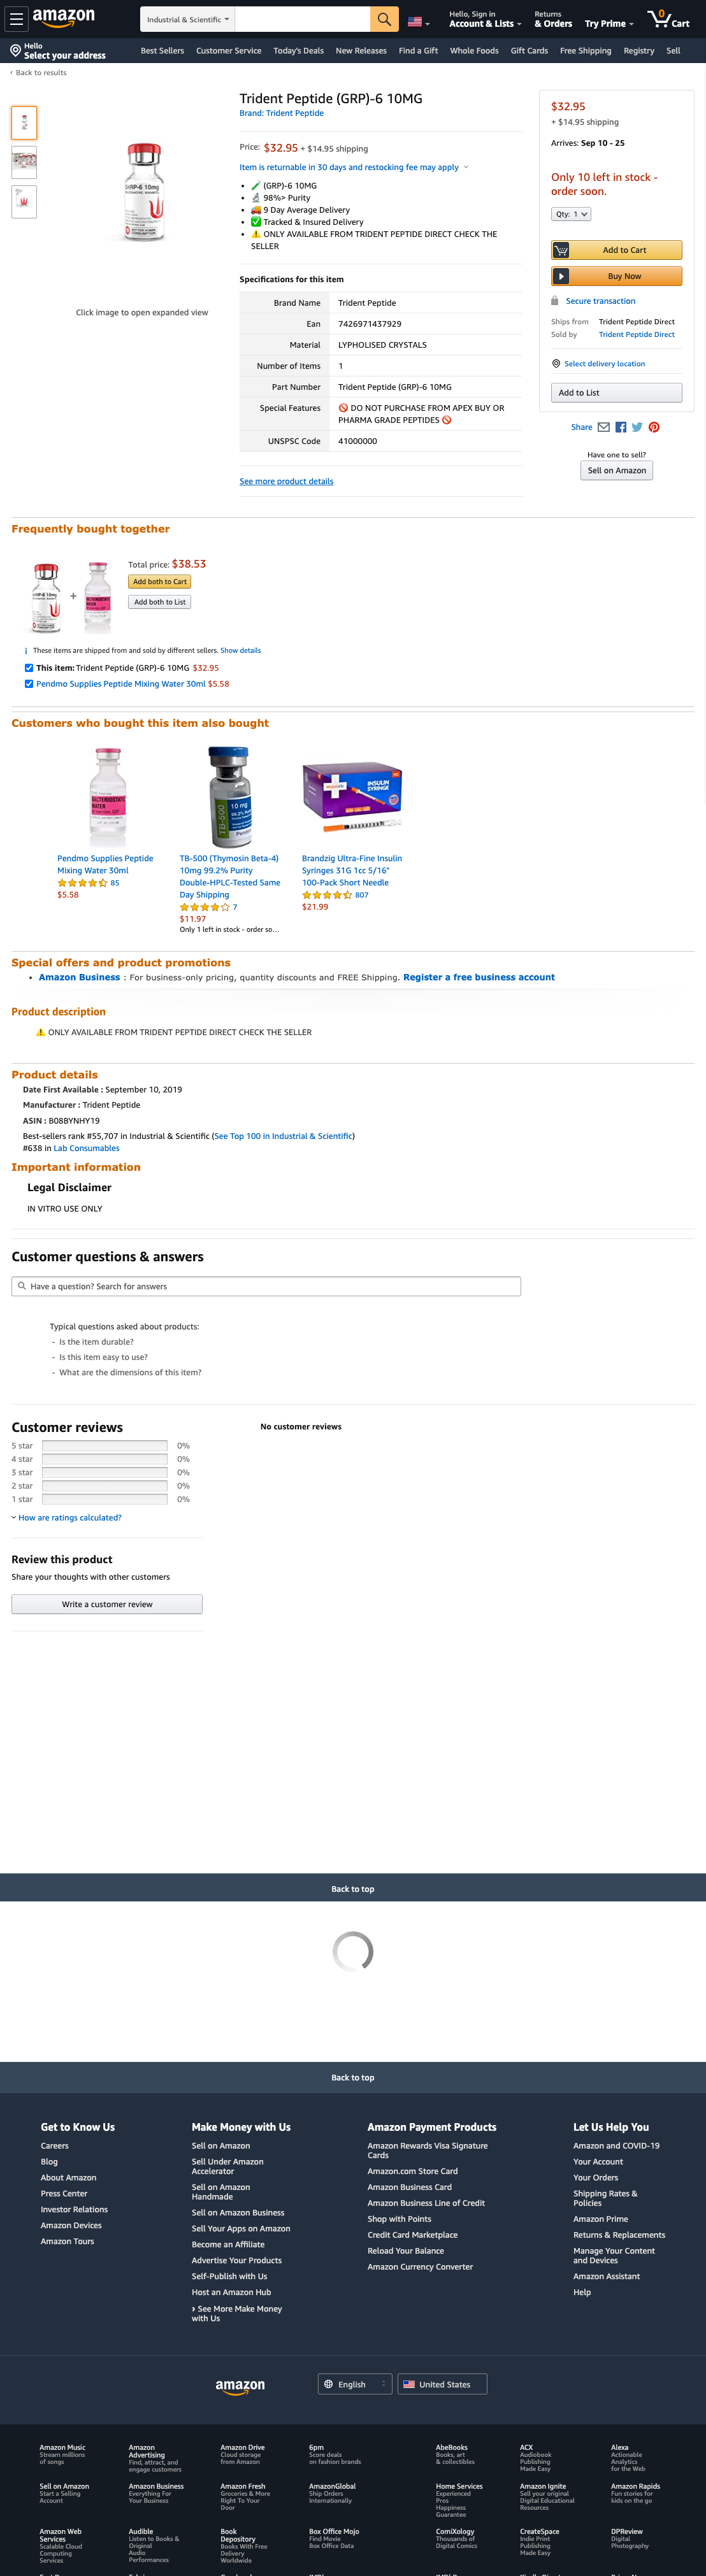 amazon
Industrial & Scientific
Hello, Sign in
Account & Lists
Returns
& Orders
Try Prime
0
Cart
Hello
Select your address
Best Sellers
Customer Service
Today's Deals
New Releases
Find a Gift
Whole Foods
Gift Cards
Free Shipping
Registry
Sell
‹ Back to results
Trident Peptide (GRP)-6 10MG
Brand: Trident Peptide
Price: $32.95 + $14.95 shipping
Item is returnable in 30 days and restocking fee may apply
• 🧪 (GRP)-6 10MG
• 🔬 98%> Purity
• 🚚 9 Day Average Delivery
• ✅ Tracked & Insured Delivery
• ⚠️ ONLY AVAILABLE FROM TRIDENT PEPTIDE DIRECT CHECK THE
SELLER
Click image to open expanded view
Specifications for this item
Brand Name Trident Peptide
Ean 7426971437929
Material LYPHOLISED CRYSTALS
Number of Items 1
Part Number Trident Peptide (GRP)-6 10MG
Special Features 🚫 DO NOT PURCHASE FROM APEX BUY OR
PHARMA GRADE PEPTIDES 🚫
UNSPSC Code 41000000
See more product details
$32.95
+ $14.95 shipping
Arrives: Sep 10 - 25
Only 10 left in stock -
order soon.
Qty: 1
Add to Cart
Buy Now
Secure transaction
Ships from Trident Peptide Direct
Sold by Trident Peptide Direct
Select delivery location
Add to List
Share
Have one to sell?
Sell on Amazon
Frequently bought together
+
Total price: $38.53
Add both to Cart
Add both to List
i These items are shipped from and sold by different sellers. Show details
This item: Trident Peptide (GRP)-6 10MG $32.95
Pendmo Supplies Peptide Mixing Water 30ml $5.58
Customers who bought this item also bought
Pendmo Supplies Peptide
Mixing Water 30ml
85
$5.58
TB-500 (Thymosin Beta-4)
10mg 99.2% Purity
Double-HPLC-Tested Same
Day Shipping
7
$11.97
Only 1 left in stock - order so…
Brandzig Ultra-Fine Insulin
Syringes 31G 1cc 5/16"
100-Pack Short Needle
807
$21.99
Special offers and product promotions
• Amazon Business : For business-only pricing, quantity discounts and FREE Shipping. Register a free business account
Product description
⚠️ ONLY AVAILABLE FROM TRIDENT PEPTIDE DIRECT CHECK THE SELLER
Product details
Date First Available : September 10, 2019
Manufacturer : Trident Peptide
ASIN : B08BYNHY19
Best-sellers rank #55,707 in Industrial & Scientific (See Top 100 in Industrial & Scientific)
#638 in Lab Consumables
Important information
Legal Disclaimer
IN VITRO USE ONLY
Customer questions & answers
Have a question? Search for answers
Typical questions asked about products:
- Is the item durable?
- Is this item easy to use?
- What are the dimensions of this item?
Customer reviews
5 star 0%
4 star 0%
3 star 0%
2 star 0%
1 star 0%
How are ratings calculated?
No customer reviews
Review this product
Share your thoughts with other customers
Write a customer review
Back to top
Back to top
Get to Know Us
Careers
Blog
About Amazon
Press Center
Investor Relations
Amazon Devices
Amazon Tours
Make Money with Us
Sell on Amazon
Sell Under Amazon
Accelerator
Sell on Amazon
Handmade
Sell on Amazon Business
Sell Your Apps on Amazon
Become an Affiliate
Advertise Your Products
Self-Publish with Us
Host an Amazon Hub
› See More Make Money
with Us
Amazon Payment Products
Amazon Rewards Visa Signature
Cards
Amazon.com Store Card
Amazon Business Card
Amazon Business Line of Credit
Shop with Points
Credit Card Marketplace
Reload Your Balance
Amazon Currency Converter
Let Us Help You
Amazon and COVID-19
Your Account
Your Orders
Shipping Rates &
Policies
Amazon Prime
Returns & Replacements
Manage Your Content
and Devices
Amazon Assistant
Help
amazon
English
United States
Amazon Music
Stream millions
of songs
Amazon
Advertising
Find, attract, and
engage customers
Amazon Drive
Cloud storage
from Amazon
6pm
Score deals
on fashion brands
AbeBooks
Books, art
& collectibles
ACX
Audiobook
Publishing
Made Easy
Alexa
Actionable
Analytics
for the Web
Sell on Amazon
Start a Selling
Account
Amazon Business
Everything For
Your Business
Amazon Fresh
Groceries & More
Right To Your
Door
AmazonGlobal
Ship Orders
Internationally
Home Services
Experienced
Pros
Happiness
Guarantee
Amazon Ignite
Sell your original
Digital Educational
Resources
Amazon Rapids
Fun stories for
kids on the go
Amazon Web
Services
Scalable Cloud
Computing
Services
Audible
Listen to Books &
Original
Audio
Performances
Book
Depository
Books With Free
Delivery
Worldwide
Box Office Mojo
Find Movie
Box Office Data
ComiXology
Thousands of
Digital Comics
CreateSpace
Indie Print
Publishing
Made Easy
DPReview
Digital
Photography